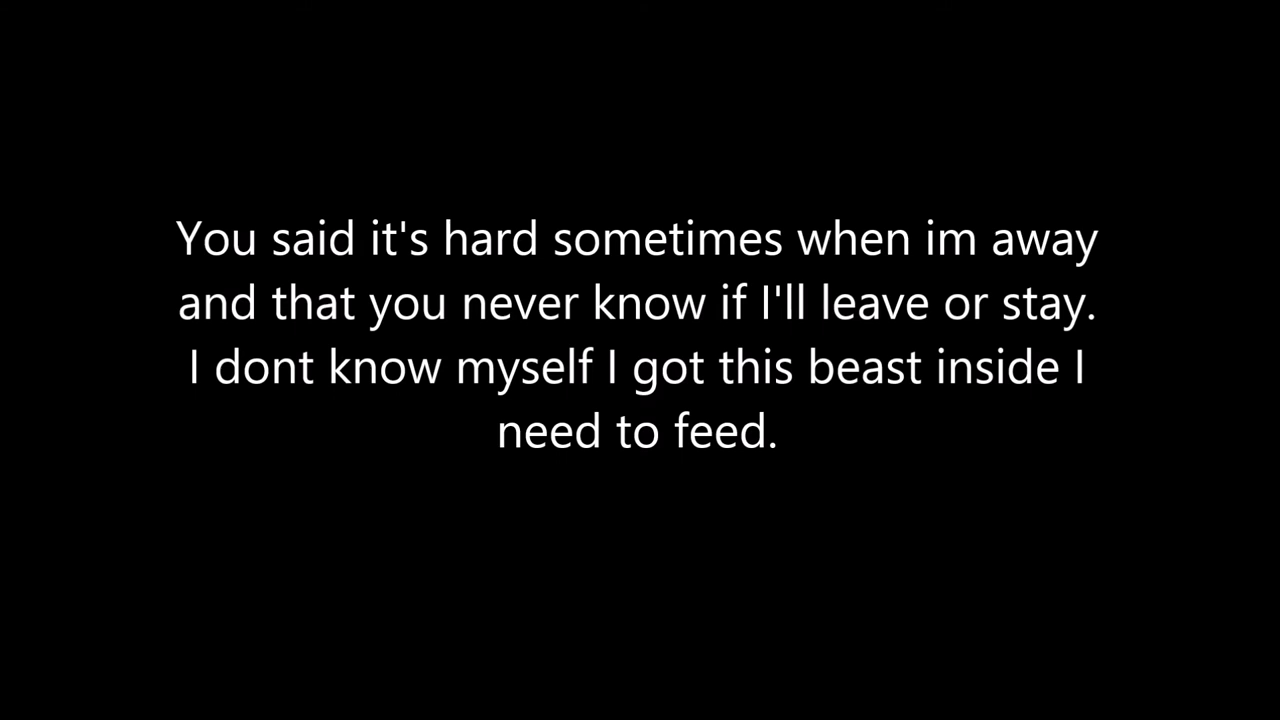 You said it's hard sometimes when im away
and that you never know if I'll leave or stay.
I dont know myself I got this beast inside I
need to feed.